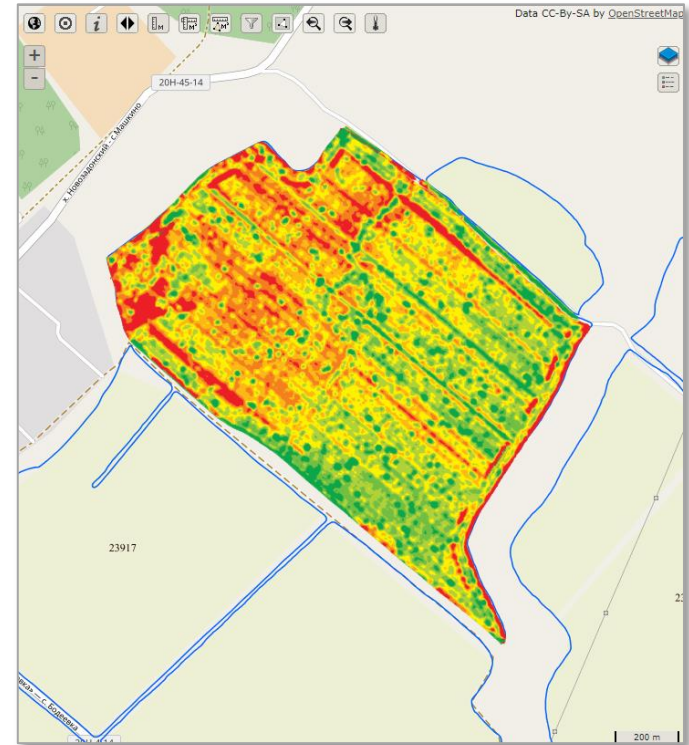 Data CC-By-SA by OpenStreetMap
20Н-45-14
х. Новозадонский - с. Машкино
23917
200 m